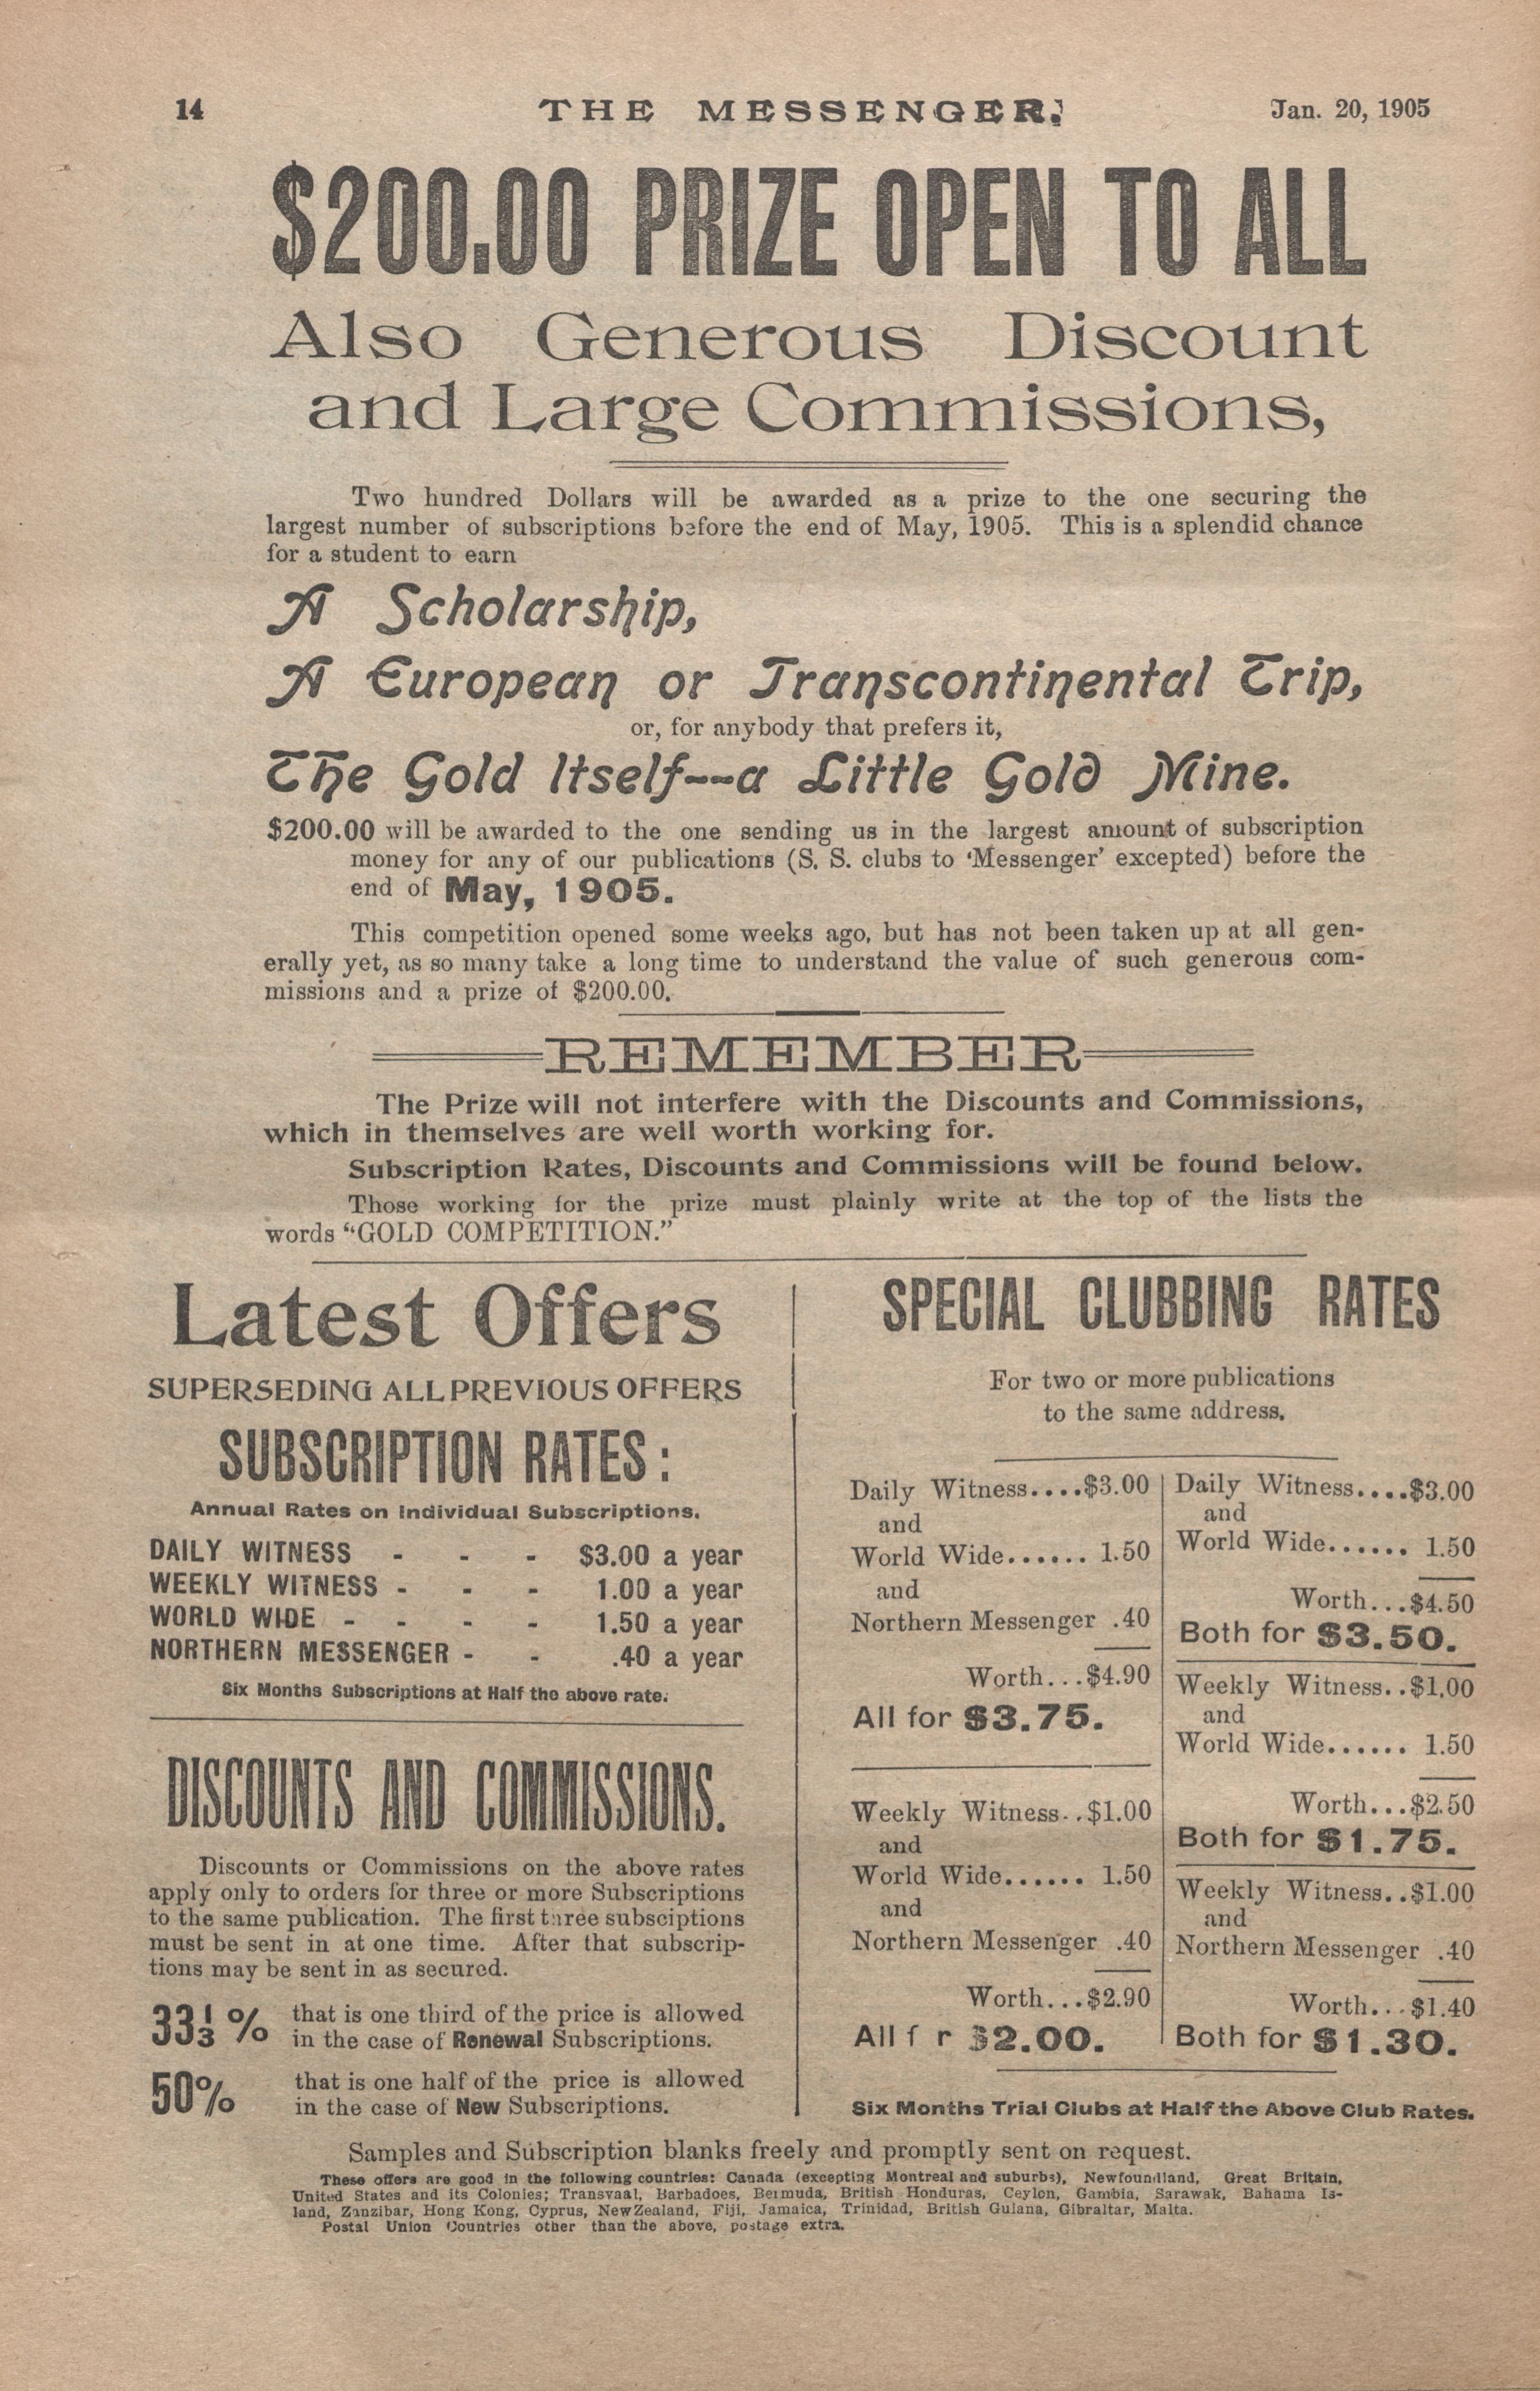 14
THE MESSENGER.
Jan. 20, 1905
$200.00 PRIZE OPEN TO ALL
Also Generous Discount
and Large Commissions,
Two hundred Dollars will be awarded as a prize to the one securing the
largest number of subscriptions before the end of May, 1905. This is a splendid chance
for a student to earn
A Scholarship,
A European or Transcontinental Trip,
or, for anybody that prefers it,
The Gold Itself--a Little Gold Mine.
$200.00 will be awarded to the one sending us in the largest amount of subscription
money for any of our publications (S. S. clubs to 'Messenger' excepted) before the
end of May, 1905.
This competition opened some weeks ago, but has not been taken up at all gen-
erally yet, as so many take a long time to understand the value of such generous com-
missions and a prize of $200.00.
REMEMBER
The Prize will not interfere with the Discounts and Commissions,
which in themselves are well worth working for.
Subscription Rates, Discounts and Commissions will be found below.
Those working for the prize must plainly write at the top of the lists the
words "GOLD COMPETITION."
Latest Offers
SUPERSEDING ALL PREVIOUS OFFERS
SUBSCRIPTION RATES:
Annual Rates on Individual Subscriptions.
DAILY WITNESS - - - $3.00 a year
WEEKLY WITNESS - - - 1.00 a year
WORLD WIDE - - - - 1.50 a year
NORTHERN MESSENGER - - .40 a year
Six Months Subscriptions at Half the above rate.
DISCOUNTS AND COMMISSIONS.
Discounts or Commissions on the above rates
apply only to orders for three or more Subscriptions
to the same publication. The first three subsciptions
must be sent in at one time. After that subscrip-
tions may be sent in as secured.
33⅓% that is one third of the price is allowed
in the case of Renewal Subscriptions.
50% that is one half of the price is allowed
in the case of New Subscriptions.
SPECIAL CLUBBING RATES
For two or more publications
to the same address.
Daily Witness....$3.00
and
World Wide...... 1.50
and
Northern Messenger .40
Worth...$4.90
All for $3.75.
Weekly Witness..$1.00
and
World Wide...... 1.50
and
Northern Messenger .40
Worth...$2.90
All f r $2.00.
Daily Witness....$3.00
and
World Wide...... 1.50
Worth...$4.50
Both for $3.50.
Weekly Witness..$1.00
and
World Wide...... 1.50
Worth...$2.50
Both for $1.75.
Weekly Witness..$1.00
and
Northern Messenger .40
Worth...$1.40
Both for $1.30.
Six Months Trial Clubs at Half the Above Club Rates.
Samples and Subscription blanks freely and promptly sent on request.
These offers are good in the following countries: Canada (excepting Montreal and suburbs), Newfoundland, Great Britain,
United States and its Colonies; Transvaal, Barbadoes, Bermuda, British Honduras, Ceylon, Gambia, Sarawak, Bahama Is-
land, Zanzibar, Hong Kong, Cyprus, New Zealand, Fiji, Jamaica, Trinidad, British Guiana, Gibraltar, Malta.
Postal Union Countries other than the above, postage extra.